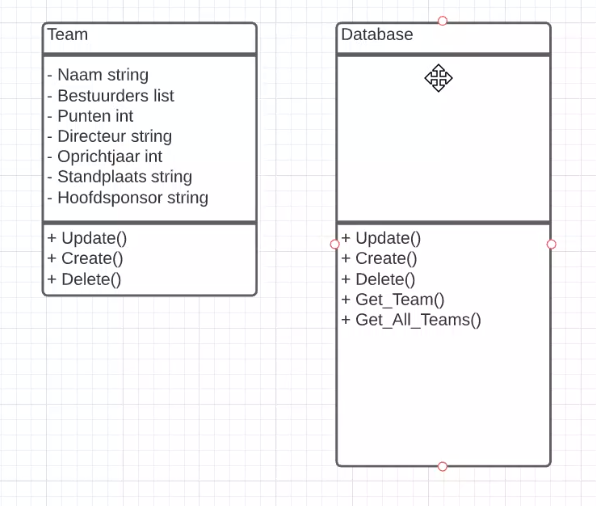 Team
- Naam string
- Bestuurders list
- Punten int
- Directeur string
- Oprichtjaar int
- Standplaats string
- Hoofdsponsor string
+ Update()
+ Create()
+ Delete()
Database
+ Update()
+ Create()
+ Delete()
+ Get_Team()
+ Get_All_Teams()